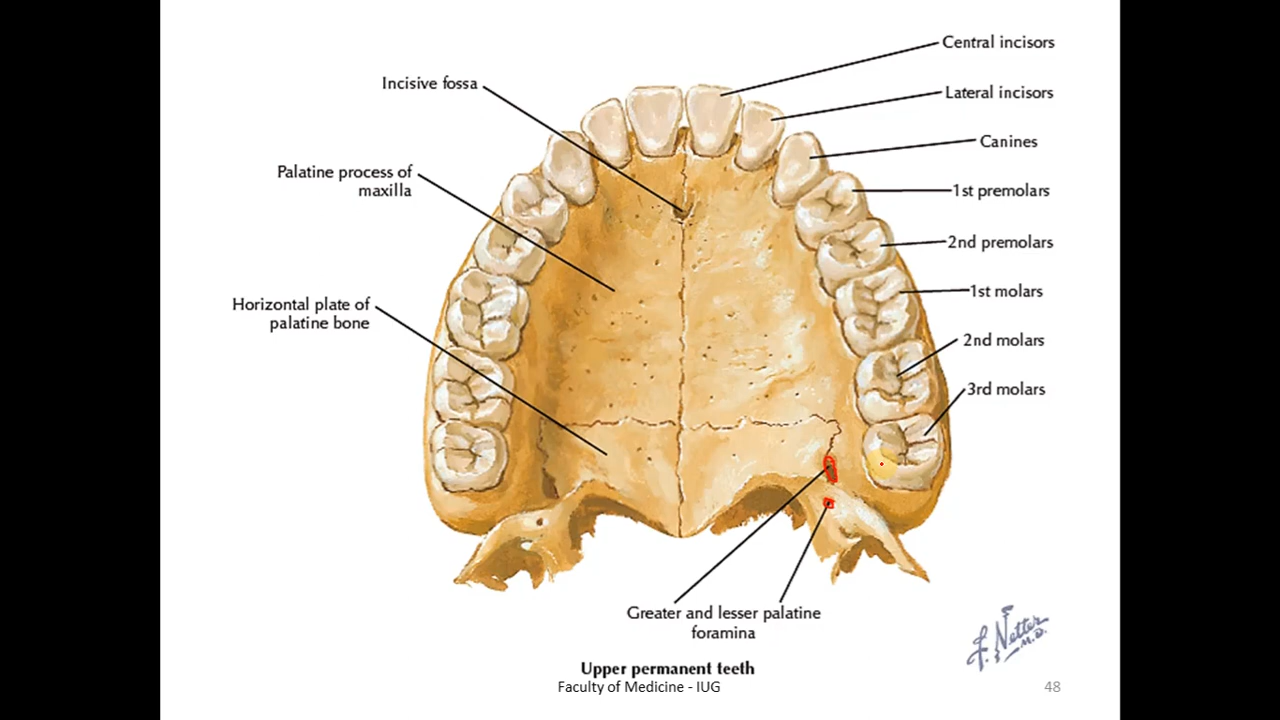 Central incisors
Incisive fossa
Lateral incisors
Canines
Palatine process of
maxilla
1st premolars
2nd premolars
1st molars
Horizontal plate of
palatine bone
2nd molars
3rd molars
Greater and lesser palatine
foramina
F. Netter
M.D.
Upper permanent teeth
Faculty of Medicine - IUG
48